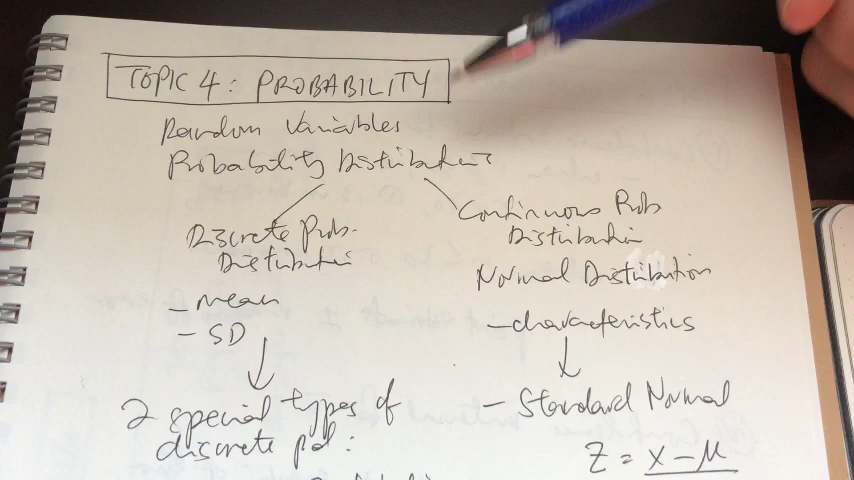 TOPIC 4: PROBABILITY
Random Variables
Probability Distributions
Discrete Prob.
Distribution
- mean
- SD
2 special types of
discrete pd:
Continuous Prob
Distribution
Normal Distribution
- characteristics
- Standard Normal
Z = x - μ